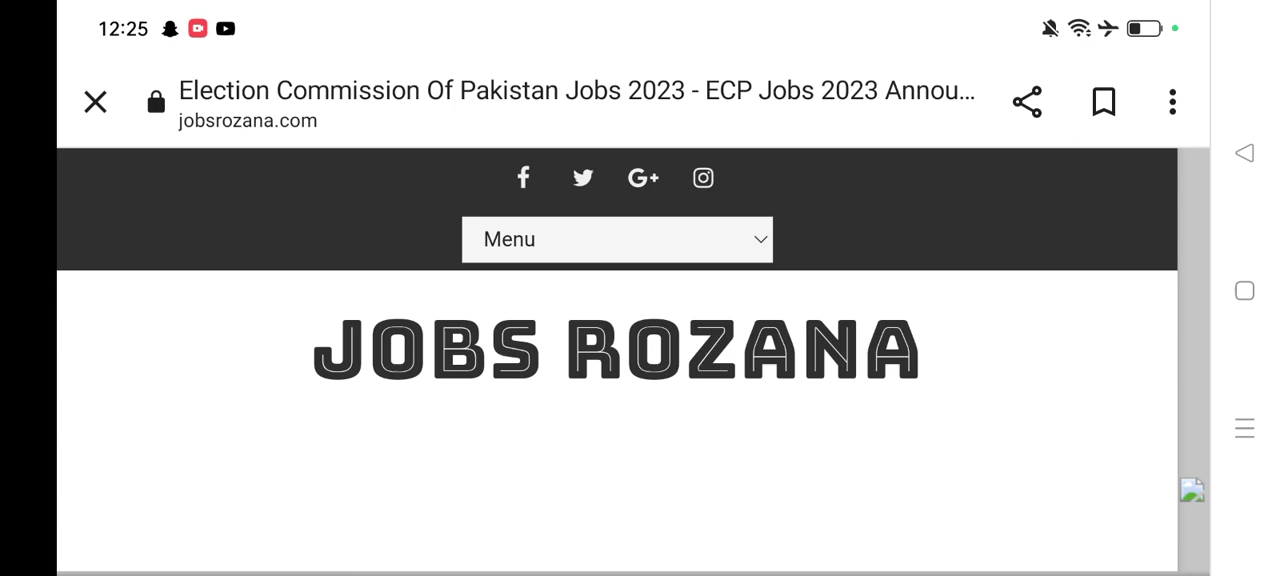 12:25
Election Commission Of Pakistan Jobs 2023 - ECP Jobs 2023 Annou...
jobsrozana.com
Menu
JOBS ROZANA